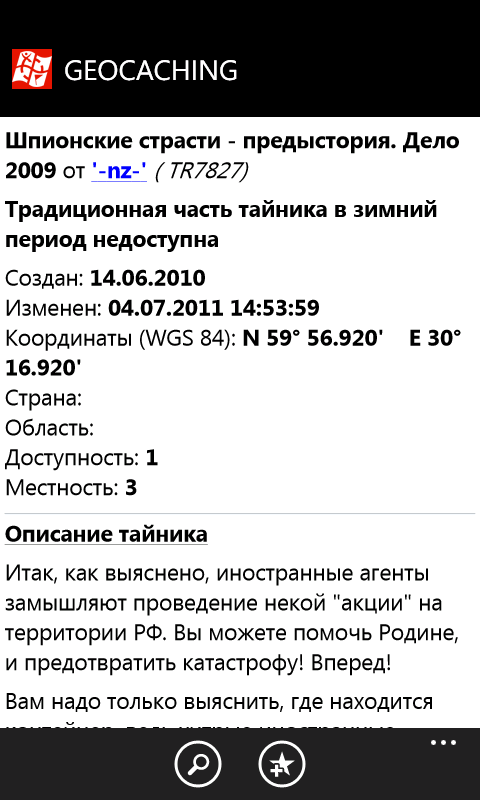 GEOCACHING
Шпионские страсти - предыстория. Дело
2009 от '-nz-' ( TR7827)
Традиционная часть тайника в зимний
период недоступна
Создан: 14.06.2010
Изменен: 04.07.2011 14:53:59
Координаты (WGS 84): N 59° 56.920' E 30°
16.920'
Страна:
Область:
Доступность: 1
Местность: 3
Описание тайника
Итак, как выяснено, иностранные агенты
замышляют проведение некой "акции" на
территории РФ. Вы можете помочь Родине,
и предотвратить катастрофу! Вперед!
Вам надо только выяснить, где находится